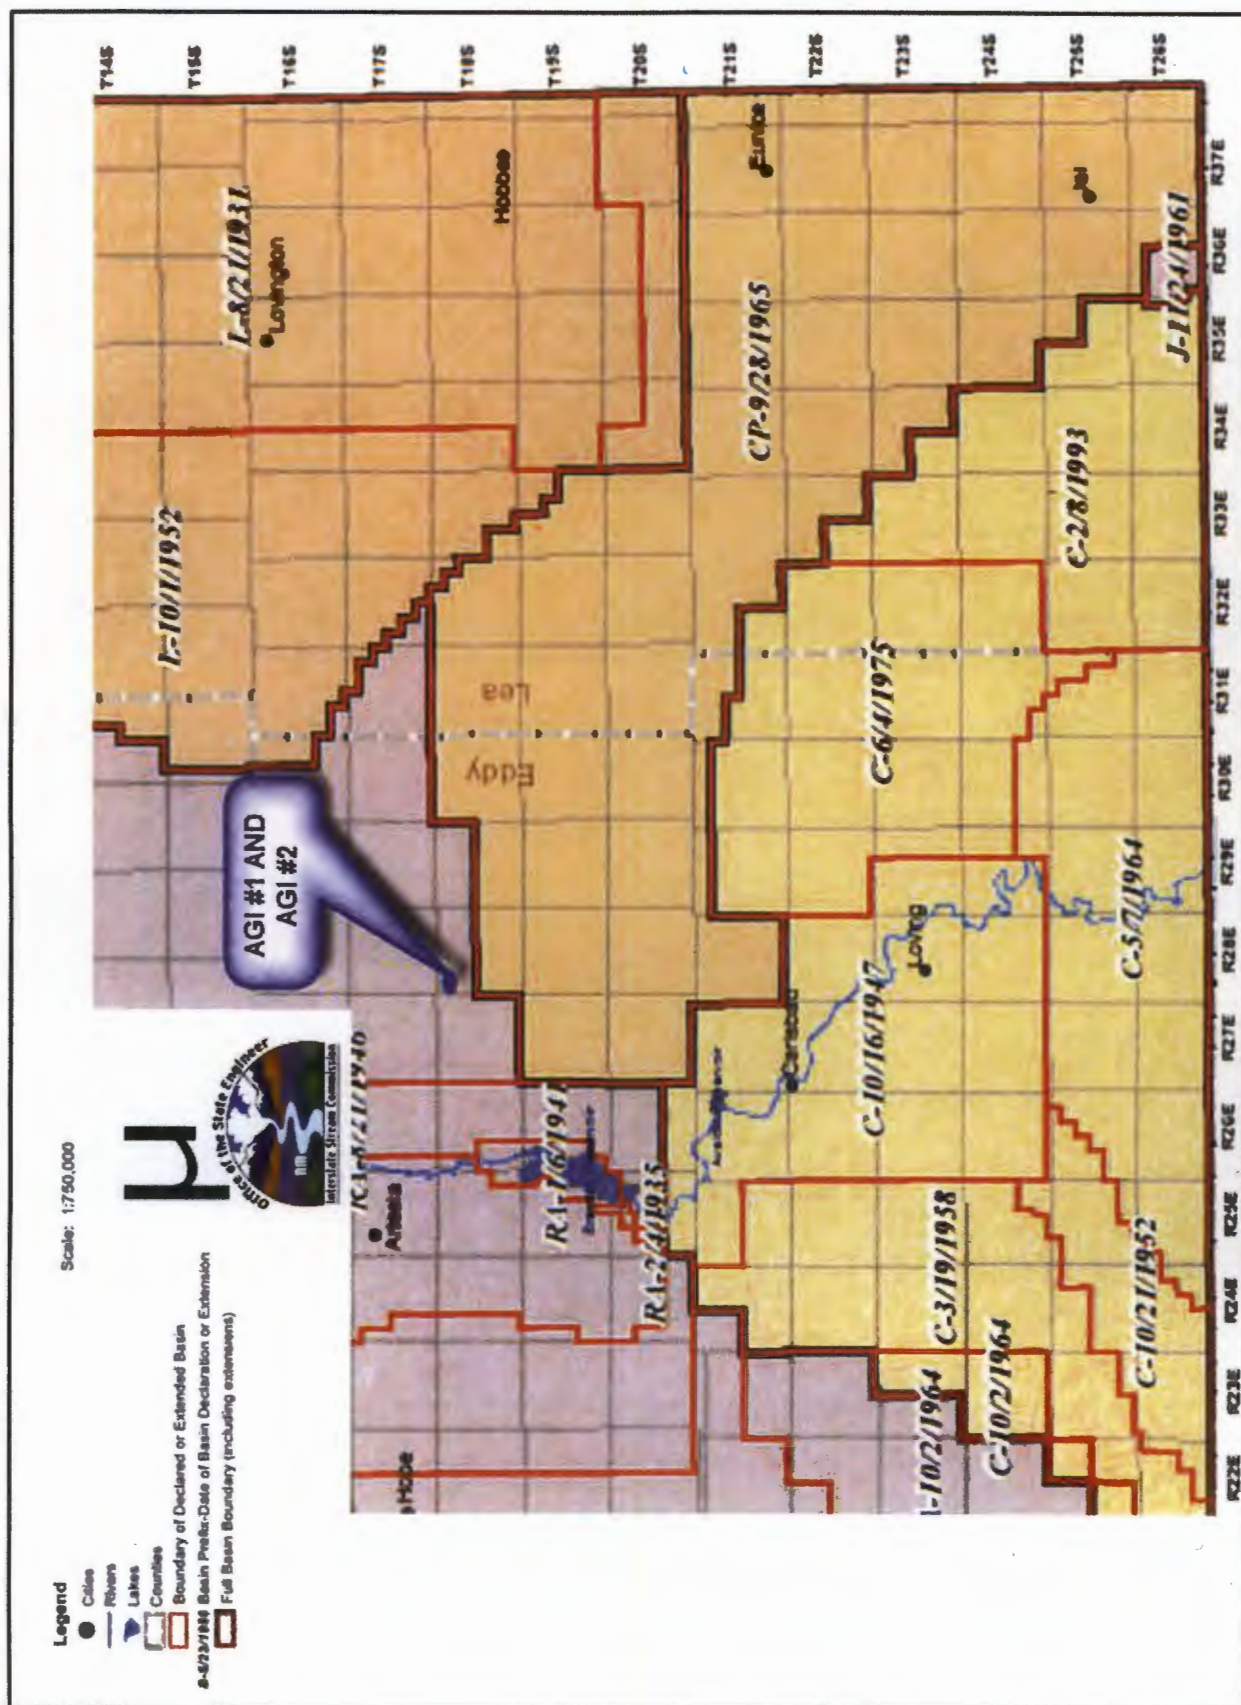 Legend
Cities
Rivers
Lakes
Counties
Boundary of Declared or Extended Basin
Basin Prefix-Date of Basin Declaration or Extension
Full Basin Boundary (including extensions)
Scale: 1:750,000
Office of the State Engineer
Interstate Stream Commission
AGI #1 AND
AGI #2
L-10/1/1952
L-8/21/1931
Lovington
Hobbs
Artesia
Hope
RA-1/6/1941
RA-2/4/1935
Eddy
Lea
CP-9/28/1965
Eunice
Jal
Carlsbad
Loving
C-10/16/1947
C-6/4/1975
C-2/8/1993
J-11/24/1961
C-3/19/1958
C-10/2/1964
A-10/2/1964
C-10/21/1952
C-5/7/1964
T14S
T15S
T16S
T17S
T18S
T19S
T20S
T21S
T22S
T23S
T24S
T25S
T26S
R22E
R23E
R24E
R25E
R26E
R27E
R28E
R29E
R30E
R31E
R32E
R33E
R34E
R35E
R36E
R37E